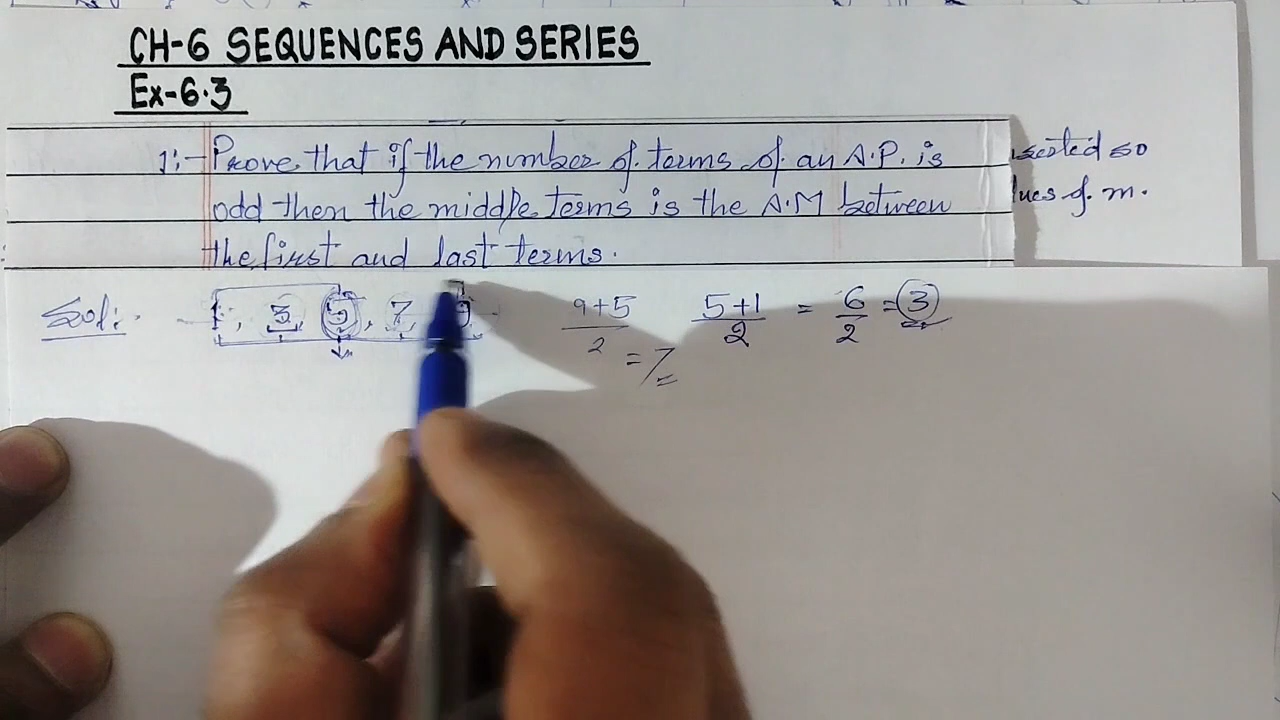 CH-6 SEQUENCES AND SERIES
Ex-6.3
1:- Prove that if the number of terms of an A.P. is
odd then the middle terms is the A.M between
the first and last terms.
so
of m.
Sol:- 1, 3, 5, 7, 9 9+5/2 = 7 5+1/2 = 6/2 = 3